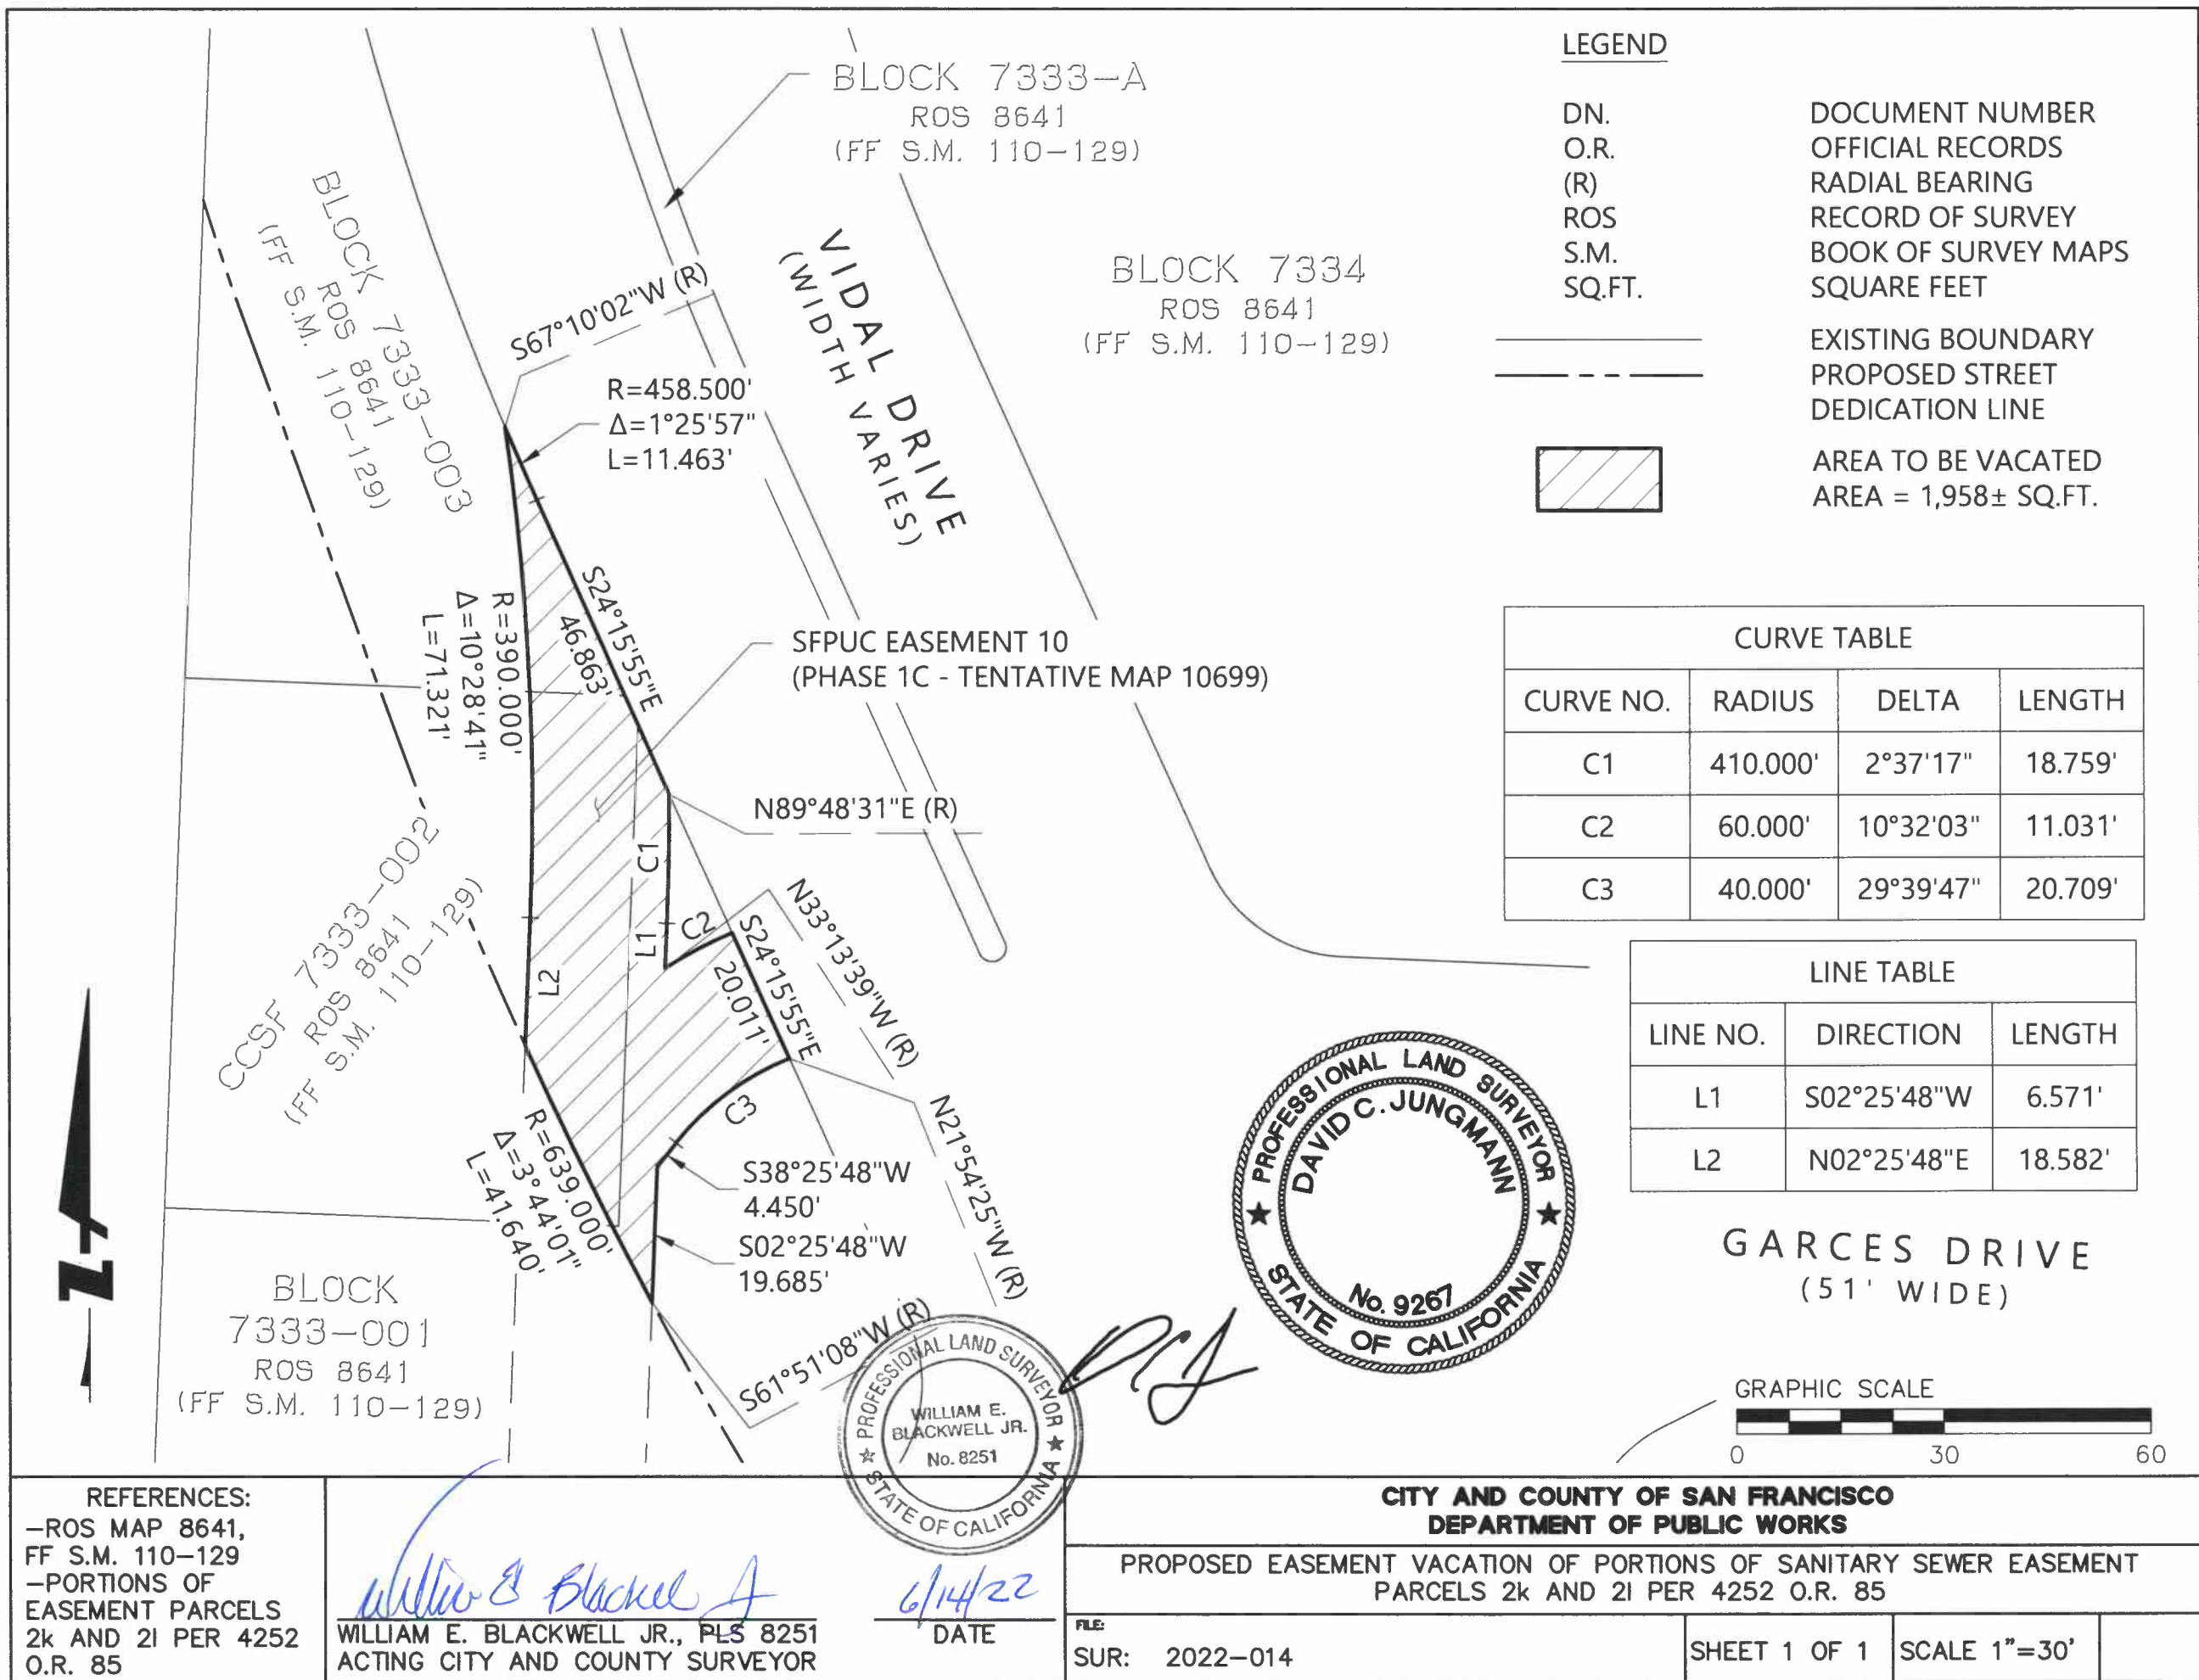 BLOCK 7333-A
ROS 8641
(FF S.M. 110-129)
BLOCK 7333-003
ROS 8641
(FF S.M. 110-129)
VIDAL DRIVE
(WIDTH VARIES)
BLOCK 7334
ROS 8641
(FF S.M. 110-129)
S67°10'02"W (R)
R=458.500'
Δ=1°25'57"
L=11.463'
S24°15'55"E
46.863'
R=390.000'
Δ=10°28'41"
L=71.321'
SFPUC EASEMENT 10
(PHASE 1C - TENTATIVE MAP 10699)
N89°48'31"E (R)
C1
L1
C2
L2
S24°15'55"E
20.011'
N33°13'39"W (R)
CCSF 7333-002
ROS 8641
(FF S.M. 110-129)
C3
N21°54'25"W (R)
R=639.000'
Δ=3°44'01"
L=41.640'
S38°25'48"W
4.450'
S02°25'48"W
19.685'
S61°51'08"W (R)
BLOCK
7333-001
ROS 8641
(FF S.M. 110-129)
LEGEND
DN. DOCUMENT NUMBER
O.R. OFFICIAL RECORDS
(R) RADIAL BEARING
ROS RECORD OF SURVEY
S.M. BOOK OF SURVEY MAPS
SQ.FT. SQUARE FEET
EXISTING BOUNDARY
PROPOSED STREET
DEDICATION LINE
AREA TO BE VACATED
AREA = 1,958± SQ.FT.
CURVE TABLE
CURVE NO. RADIUS DELTA LENGTH
C1 410.000' 2°37'17" 18.759'
C2 60.000' 10°32'03" 11.031'
C3 40.000' 29°39'47" 20.709'
LINE TABLE
LINE NO. DIRECTION LENGTH
L1 S02°25'48"W 6.571'
L2 N02°25'48"E 18.582'
PROFESSIONAL LAND SURVEYOR
DAVID C. JUNGMANN
No. 9267
STATE OF CALIFORNIA
GARCES DRIVE
(51' WIDE)
PROFESSIONAL LAND SURVEYOR
WILLIAM E.
BLACKWELL JR.
No. 8251
STATE OF CALIFORNIA
GRAPHIC SCALE
0 30 60
N
REFERENCES:
-ROS MAP 8641,
FF S.M. 110-129
-PORTIONS OF
EASEMENT PARCELS
2k AND 2l PER 4252
O.R. 85
6/14/22
WILLIAM E. BLACKWELL JR., PLS 8251
ACTING CITY AND COUNTY SURVEYOR
DATE
CITY AND COUNTY OF SAN FRANCISCO
DEPARTMENT OF PUBLIC WORKS
PROPOSED EASEMENT VACATION OF PORTIONS OF SANITARY SEWER EASEMENT
PARCELS 2k AND 2l PER 4252 O.R. 85
FILE:
SUR: 2022-014
SHEET 1 OF 1
SCALE 1"=30'